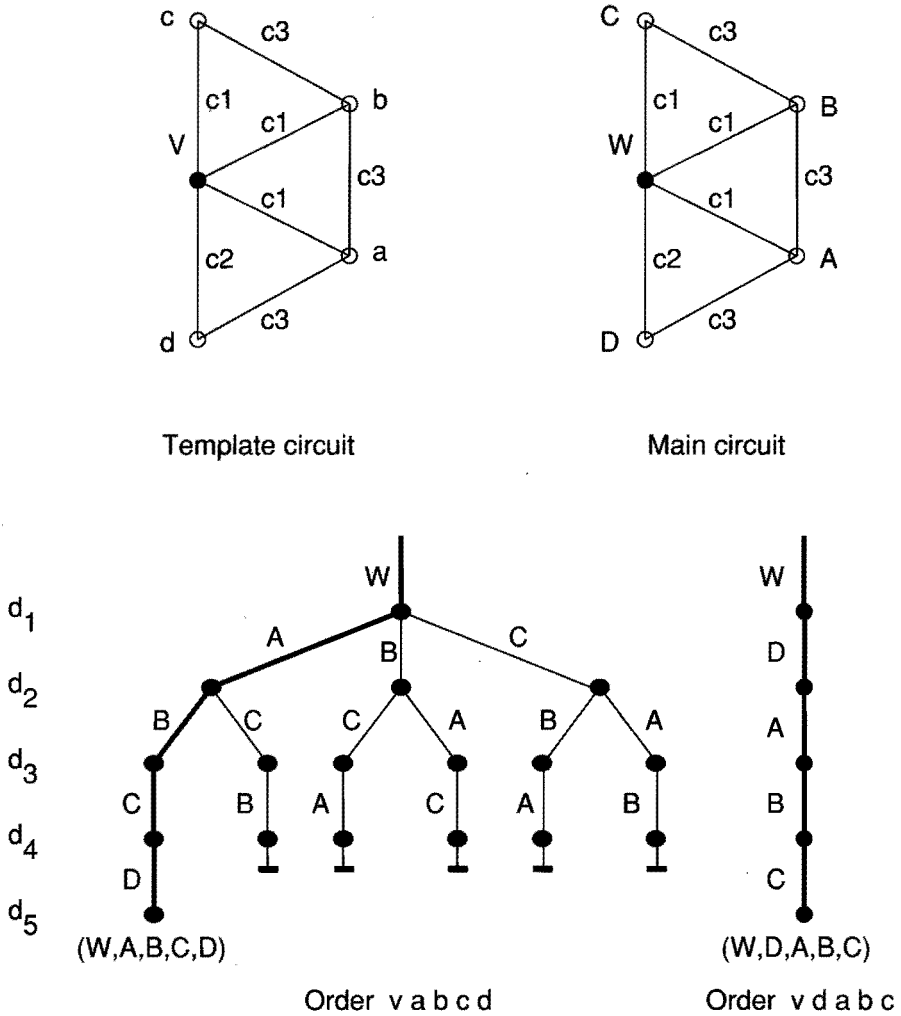 c
c3
C
c3
c1
b
c1
B
c1
c1
V
W
c3
c3
c1
c1
c2
a
c2
A
d
c3
D
c3
Template circuit
Main circuit
W
W
d1
A
B
C
D
d2
B
C
C
A
B
A
A
d3
C
B
A
C
A
B
B
d4
D
C
d5
(W,A,B,C,D)
(W,D,A,B,C)
Order v a b c d
Order v d a b c